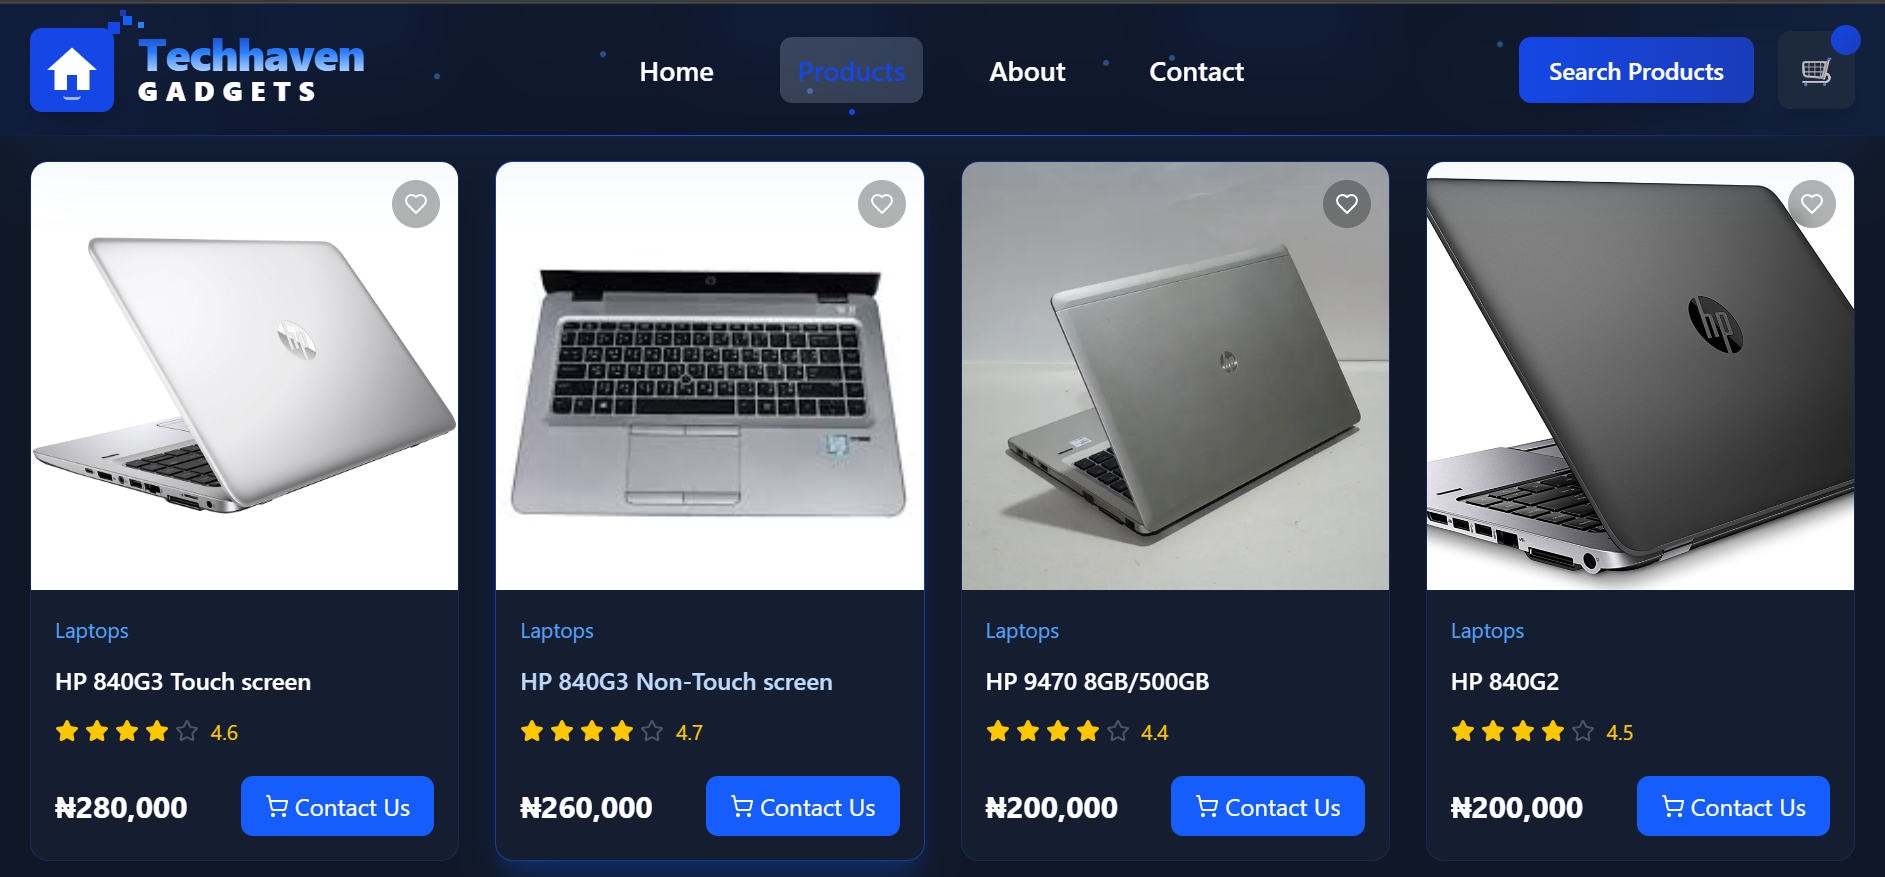 Techhaven
GADGETS
Home
Products
About
Contact
Search Products
hp
hp
Laptops
HP 840G3 Touch screen
4.6
₦280,000
Contact Us
Laptops
HP 840G3 Non-Touch screen
4.7
₦260,000
Contact Us
Laptops
HP 9470 8GB/500GB
4.4
₦200,000
Contact Us
Laptops
HP 840G2
4.5
₦200,000
Contact Us